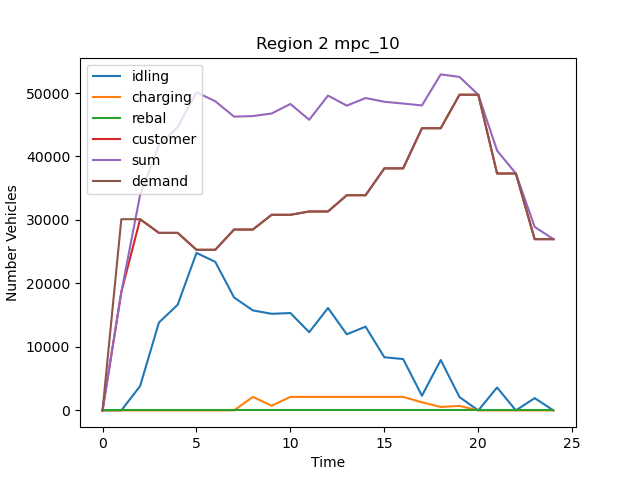 Region 2 mpc_10
idling
charging
rebal
customer
sum
demand
50000
40000
30000
20000
10000
0
Number Vehicles
0 5 10 15 20 25
Time